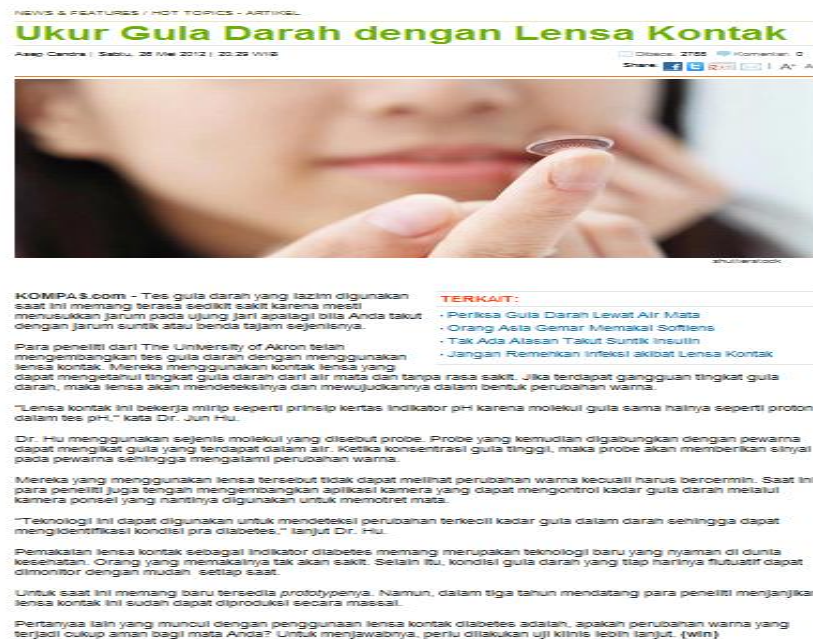 NEWS & FEATURES / HOT TOPICS - ARTIKEL
Ukur Gula Darah dengan Lensa Kontak
Asep Candra | Sabtu, 26 Mei 2012 | 20:29 WIB
Dibaca: 2788 Komentar: 0
Share: A+ A
shutterstock
KOMPAS.com - Tes gula darah yang lazim digunakan
saat ini memang terasa sedikit sakit karena mesti
menusukkan jarum pada ujung jari apalagi bila Anda takut
dengan jarum suntik atau benda tajam sejenisnya.
TERKAIT:
- Periksa Gula Darah Lewat Air Mata
- Orang Asia Gemar Memakai Softlens
- Tak Ada Alasan Takut Suntik Insulin
- Jangan Remehkan Infeksi akibat Lensa Kontak
Para peneliti dari The University of Akron telah
mengembangkan tes gula darah dengan menggunakan
lensa kontak. Mereka menggunakan kontak lensa yang
dapat mengetahui tingkat gula darah dari air mata dan tanpa rasa sakit. Jika terdapat gangguan tingkat gula
darah, maka lensa akan mendeteksinya dan mewujudkannya dalam bentuk perubahan warna.
"Lensa kontak ini bekerja mirip seperti prinsip kertas indikator pH karena molekul gula sama halnya seperti proton
dalam tes pH," kata Dr. Jun Hu.
Dr. Hu menggunakan sejenis molekul yang disebut probe. Probe yang kemudian digabungkan dengan pewarna
dapat mengikat gula yang terdapat dalam air. Ketika konsentrasi gula tinggi, maka probe akan memberikan sinyal
pada pewarna sehingga mengalami perubahan warna.
Mereka yang menggunakan lensa tersebut tidak dapat melihat perubahan warna kecuali harus bercermin. Saat ini
para peneliti juga tengah mengembangkan aplikasi kamera yang dapat mengontrol kadar gula darah melalui
kamera ponsel yang nantinya digunakan untuk memotret mata.
"Teknologi ini dapat digunakan untuk mendeteksi perubahan terkecil kadar gula dalam darah sehingga dapat
mengidentifikasi kondisi pra diabetes," lanjut Dr. Hu.
Pemakaian lensa kontak sebagai indikator diabetes memang merupakan teknologi baru yang nyaman di dunia
kesehatan. Orang yang memakainya tak akan sakit. Selain itu, kondisi gula darah yang tiap harinya flutuatif dapat
dimonitor dengan mudah setiap saat.
Untuk saat ini memang baru tersedia prototypenya. Namun, dalam tiga tahun mendatang para peneliti menjanjikan
lensa kontak ini sudah dapat diproduksi secara massal.
Pertanyaa lain yang muncul dengan penggunaan lensa kontak diabetes adalah, apakah perubahan warna yang
terjadi cukup aman bagi mata Anda? Untuk menjawabnya, perlu dilakukan uji klinis lebih lanjut. (win)